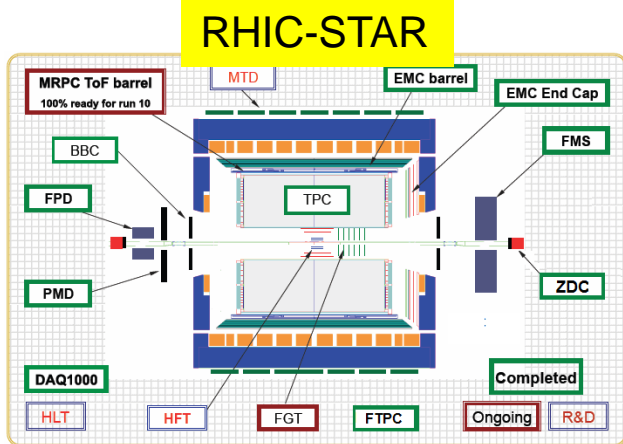 RHIC-STAR
MRPC ToF barrel
100% ready for run 10
MTD
EMC barrel
EMC End Cap
BBC
FMS
FPD
TPC
PMD
ZDC
DAQ1000
Completed
HLT
HFT
FGT
FTPC
Ongoing
R&D